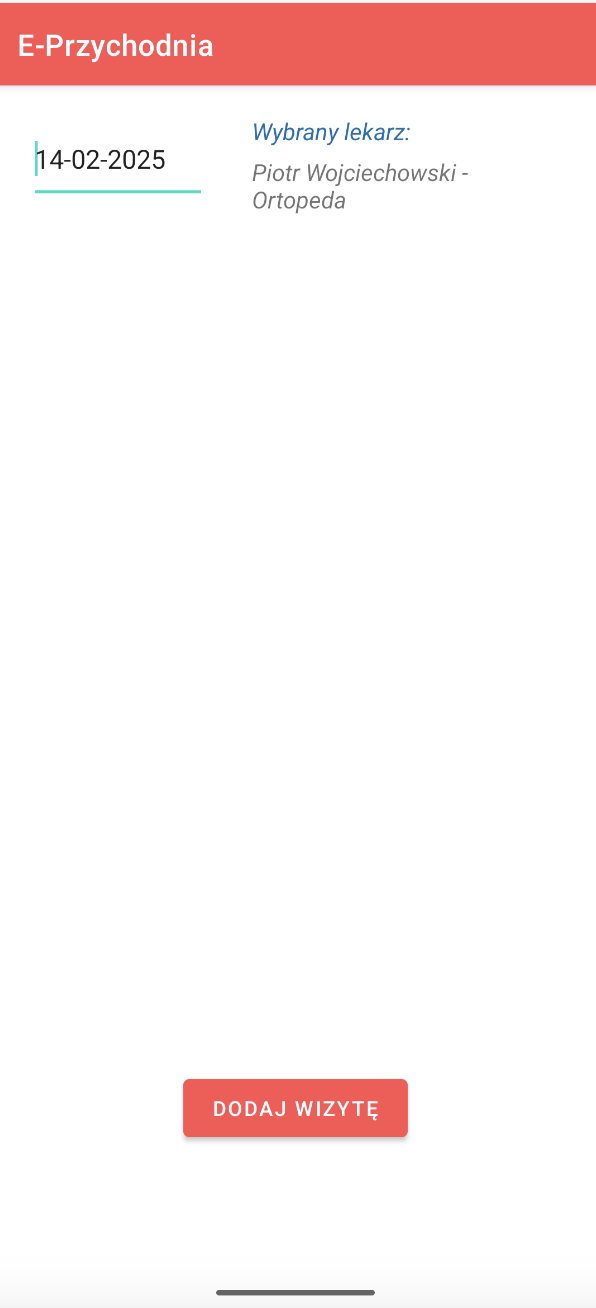 E-Przychodnia
14-02-2025
Wybrany lekarz:
Piotr Wojciechowski -
Ortopeda
DODAJ WIZYTĘ